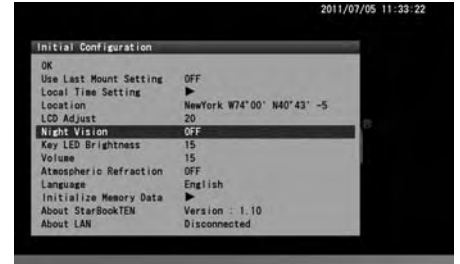 2011/07/05 11:33:22
Initial Configuration
OK
Use Last Mount Setting OFF
Local Time Setting ▶
Location NewYork W74°00' N40°43' -5
LCD Adjust 20
Night Vision OFF
Key LED Brightness 15
Volume 15
Atmospheric Refraction OFF
Language English
Initialize Memory Data ▶
About StarBookTEN Version : 1.10
About LAN Disconnected